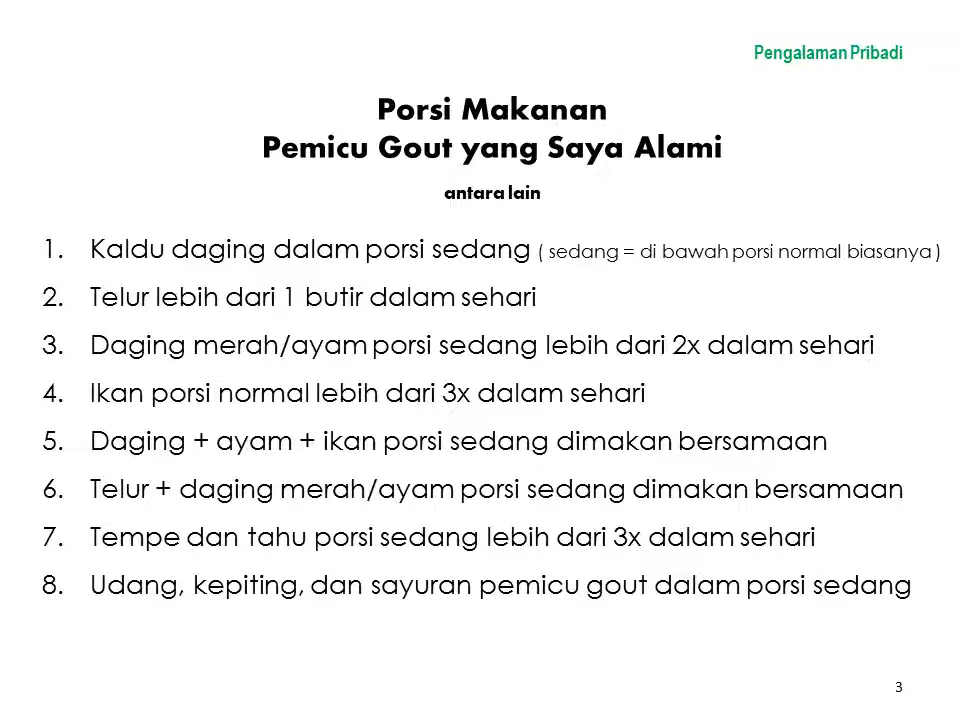 Pengalaman Pribadi
Porsi Makanan
Pemicu Gout yang Saya Alami
antara lain
1. Kaldu daging dalam porsi sedang ( sedang = di bawah porsi normal biasanya )
2. Telur lebih dari 1 butir dalam sehari
3. Daging merah/ayam porsi sedang lebih dari 2x dalam sehari
4. Ikan porsi normal lebih dari 3x dalam sehari
5. Daging + ayam + ikan porsi sedang dimakan bersamaan
6. Telur + daging merah/ayam porsi sedang dimakan bersamaan
7. Tempe dan tahu porsi sedang lebih dari 3x dalam sehari
8. Udang, kepiting, dan sayuran pemicu gout dalam porsi sedang
3